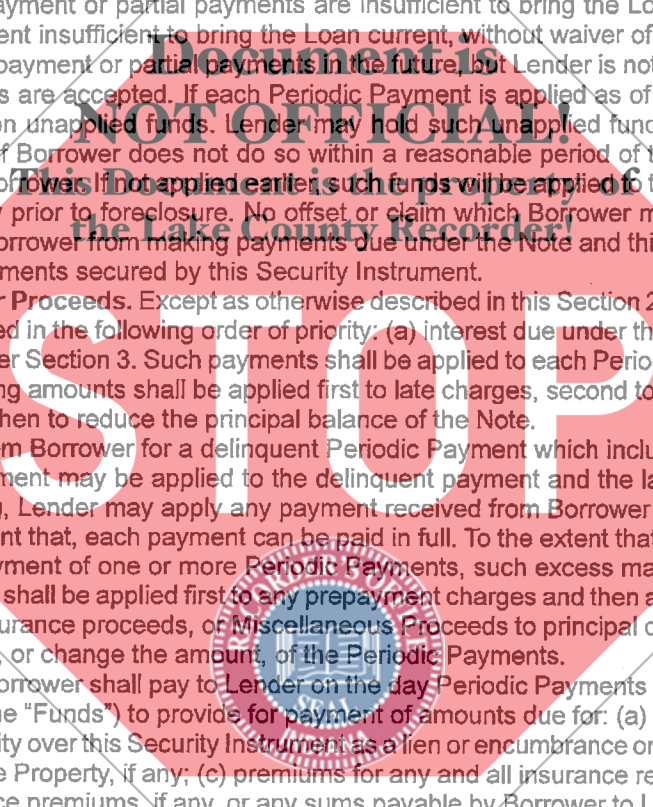 ayment or partial payments are insufficient to bring the Lo
ent insufficient to bring the Loan current, without waiver of
payment or partial payments in the future, but Lender is not
s are accepted. If each Periodic Payment is applied as of
on unapplied funds. Lender may hold such unapplied fund
f Borrower does not do so within a reasonable period of t
orrower. If not applied earlier, such funds will be applied to t
y prior to foreclosure. No offset or claim which Borrower m
orrower from making payments due under the Note and thi
ments secured by this Security Instrument.
r Proceeds. Except as otherwise described in this Section 2
ed in the following order of priority: (a) interest due under th
er Section 3. Such payments shall be applied to each Perio
ng amounts shall be applied first to late charges, second to
hen to reduce the principal balance of the Note.
m Borrower for a delinquent Periodic Payment which inclu
ment may be applied to the delinquent payment and the la
g, Lender may apply any payment received from Borrower
nt that, each payment can be paid in full. To the extent that
yment of one or more Periodic Payments, such excess ma
shall be applied first to any prepayment charges and then a
urance proceeds, or Miscellaneous Proceeds to principal d
, or change the amount, of the Periodic Payments.
orrower shall pay to Lender on the day Periodic Payments
e "Funds") to provide for payment of amounts due for: (a)
ity over this Security Instrument as a lien or encumbrance on
e Property, if any; (c) premiums for any and all insurance re
ce premiums, if any, or any sums payable by Borrower to L
Document is
NOT OFFICIAL!
This Document is the property of
the Lake County Recorder!
STOP
SEAL
INDIANA